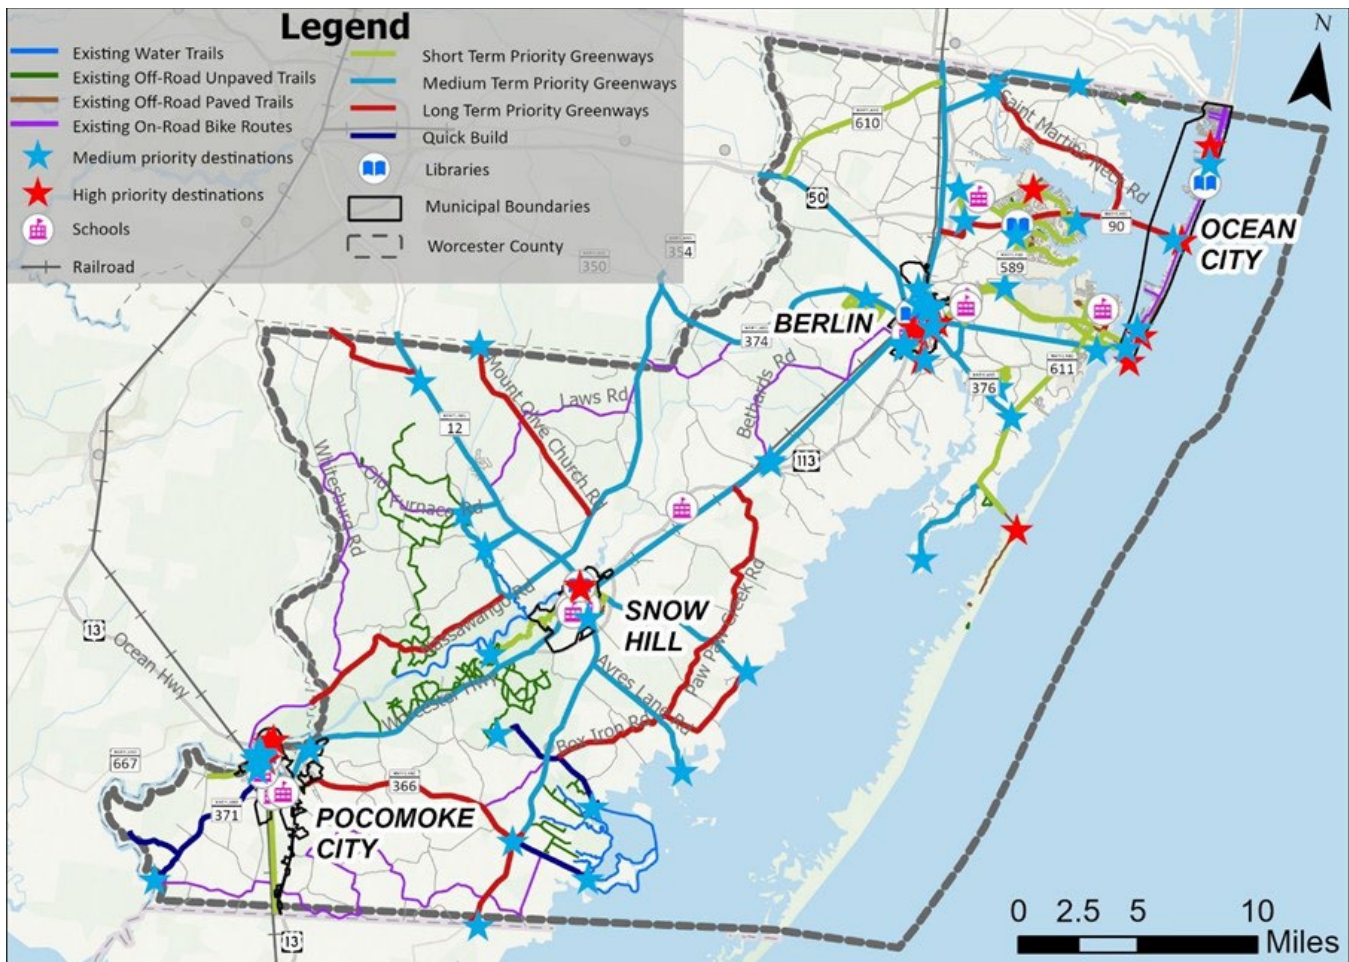 Legend
N
Existing Water Trails
Existing Off-Road Unpaved Trails
Existing Off-Road Paved Trails
Existing On-Road Bike Routes
Medium priority destinations
High priority destinations
Schools
Railroad
Short Term Priority Greenways
Medium Term Priority Greenways
Long Term Priority Greenways
Quick Build
Libraries
Municipal Boundaries
Worcester County
610
Saint Martins Neck Rd
50
90
OCEAN
CITY
354
350
589
BERLIN
374
611
376
Bethards Rd
Laws Rd
Mount Olive Church Rd
12
113
Whitesburg Rd
Old Furnace Rd
Nassawango Rd
SNOW
HILL
Paw Paw Creek Rd
13
Ocean Hwy
Worcester Hwy
Ayres Lane Rd
Box Iron Rd
667
366
371
POCOMOKE
CITY
13
0 2.5 5 10
Miles